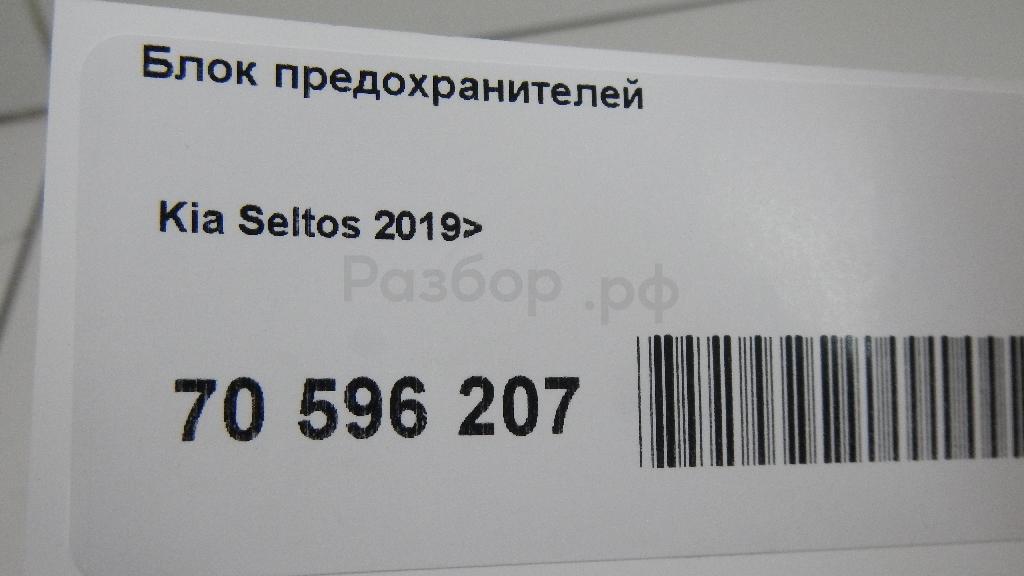 Блок предохранителей
Kia Seltos 2019>
Разбор.рф
70 596 207